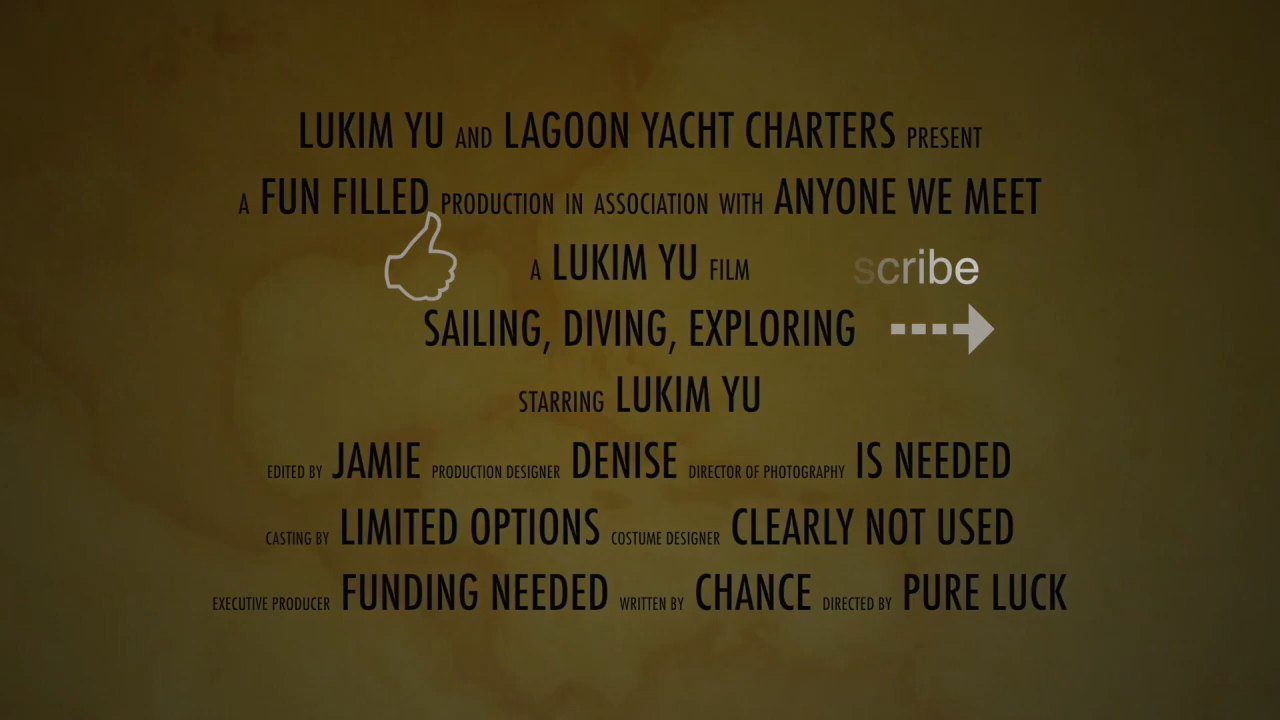 LUKIM YU AND LAGOON YACHT CHARTERS PRESENT
A FUN FILLED PRODUCTION IN ASSOCIATION WITH ANYONE WE MEET
A LUKIM YU FILM
scribe
SAILING, DIVING, EXPLORING
STARRING LUKIM YU
EDITED BY JAMIE PRODUCTION DESIGNER DENISE DIRECTOR OF PHOTOGRAPHY IS NEEDED
CASTING BY LIMITED OPTIONS COSTUME DESIGNER CLEARLY NOT USED
EXECUTIVE PRODUCER FUNDING NEEDED WRITTEN BY CHANCE DIRECTED BY PURE LUCK